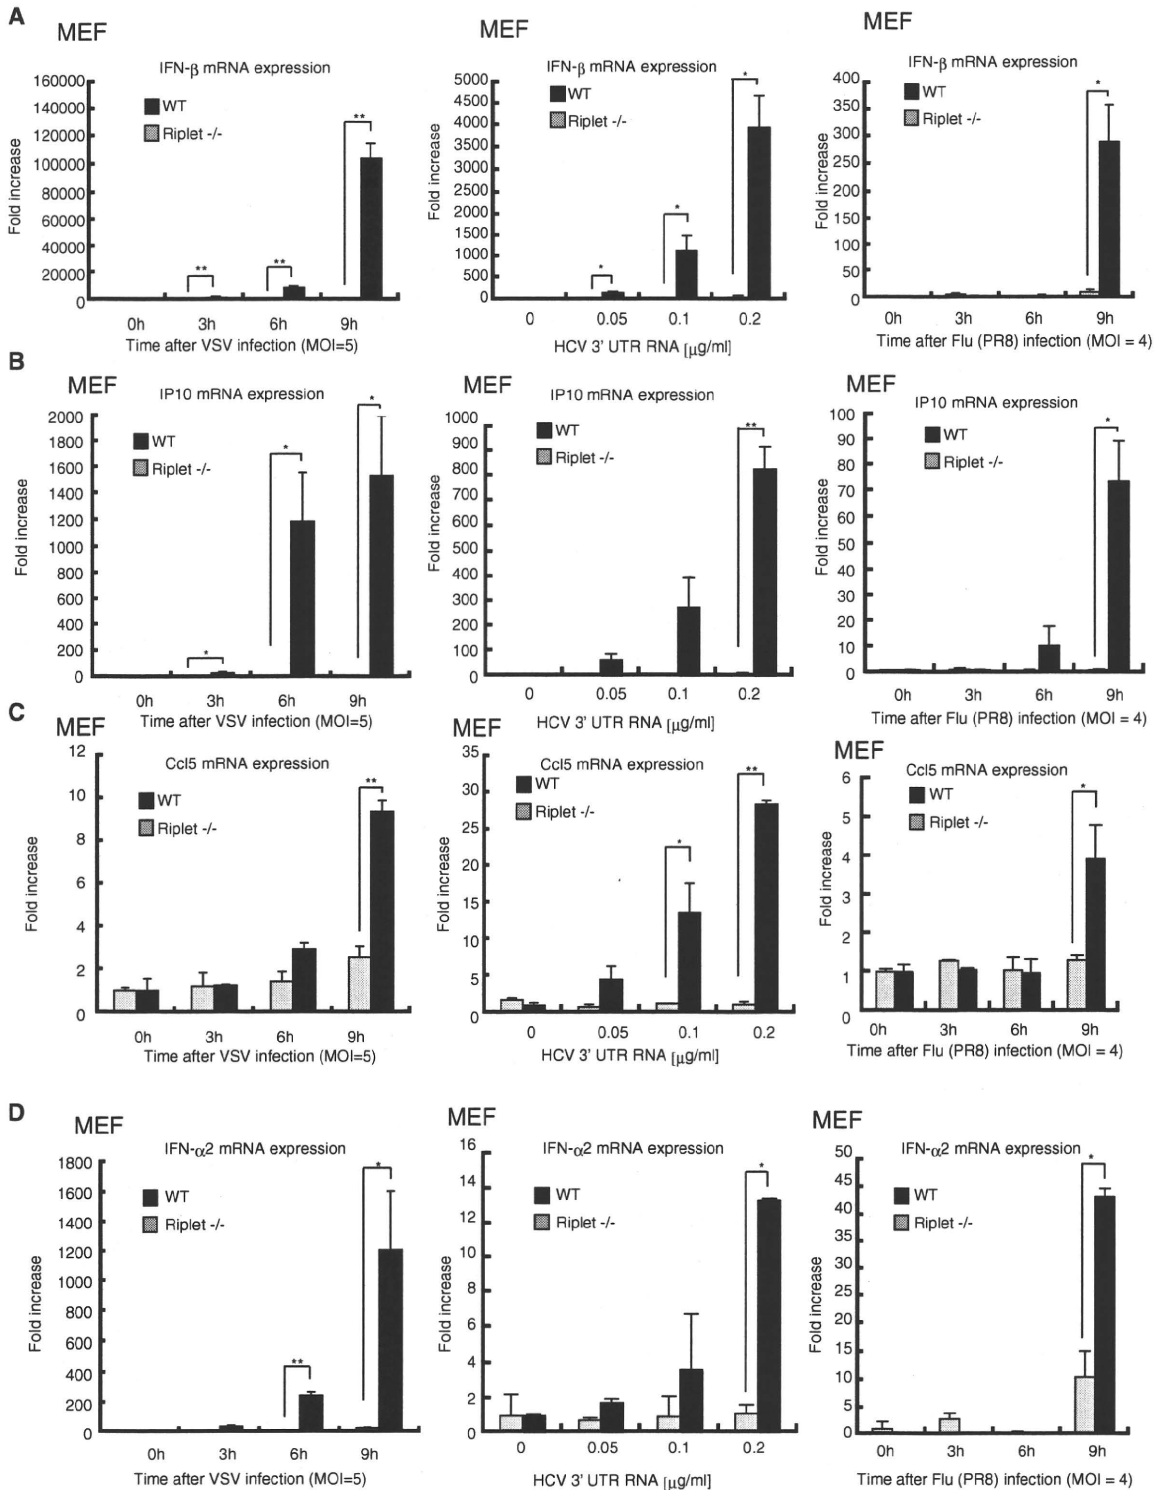 A
MEF
IFN-β mRNA expression
WT
Riplet -/-
Fold increase
160000
140000
120000
100000
80000
60000
40000
20000
0
**
**
**
0h 3h 6h 9h
Time after VSV infection (MOI=5)
MEF
IFN-β mRNA expression
WT
Riplet -/-
Fold increase
5000
4500
4000
3500
3000
2500
2000
1500
1000
500
0
*
*
*
0 0.05 0.1 0.2
HCV 3' UTR RNA [μg/ml]
MEF
IFN-β mRNA expression
WT
Riplet -/-
Fold increase
400
350
300
250
200
150
100
50
0
*
0h 3h 6h 9h
Time after Flu (PR8) infection (MOI = 4)
B
MEF
IP10 mRNA expression
WT
Riplet -/-
Fold increase
2000
1800
1600
1400
1200
1000
800
600
400
200
0
*
*
*
0h 3h 6h 9h
Time after VSV infection (MOI=5)
MEF
IP10 mRNA expression
WT
Riplet -/-
Fold increase
1000
900
800
700
600
500
400
300
200
100
0
**
0 0.05 0.1 0.2
HCV 3' UTR RNA [μg/ml]
MEF
IP10 mRNA expression
WT
Riplet -/-
Fold increase
100
90
80
70
60
50
40
30
20
10
0
*
0h 3h 6h 9h
Time after Flu (PR8) infection (MOI = 4)
C
MEF
Ccl5 mRNA expression
WT
Riplet -/-
Fold increase
12
10
8
6
4
2
0
**
0h 3h 6h 9h
Time after VSV infection (MOI=5)
MEF
Ccl5 mRNA expression
WT
Riplet -/-
Fold increase
35
30
25
20
15
10
5
0
*
**
0 0.05 0.1 0.2
HCV 3' UTR RNA [μg/ml]
MEF
Ccl5 mRNA expression
WT
Riplet -/-
Fold increase
6
5
4
3
2
1
0
*
0h 3h 6h 9h
Time after Flu (PR8) infection (MOI = 4)
D
MEF
IFN-α2 mRNA expression
WT
Riplet -/-
Fold increase
1800
1600
1400
1200
1000
800
600
400
200
0
**
*
0h 3h 6h 9h
Time after VSV infection (MOI=5)
MEF
IFN-α2 mRNA expression
WT
Riplet -/-
Fold increase
16
14
12
10
8
6
4
2
0
*
0 0.05 0.1 0.2
HCV 3' UTR RNA [μg/ml]
MEF
IFN-α2 mRNA expression
WT
Riplet -/-
Fold increase
50
45
40
35
30
25
20
15
10
5
0
*
0h 3h 6h 9h
Time after Flu (PR8) infection (MOI = 4)